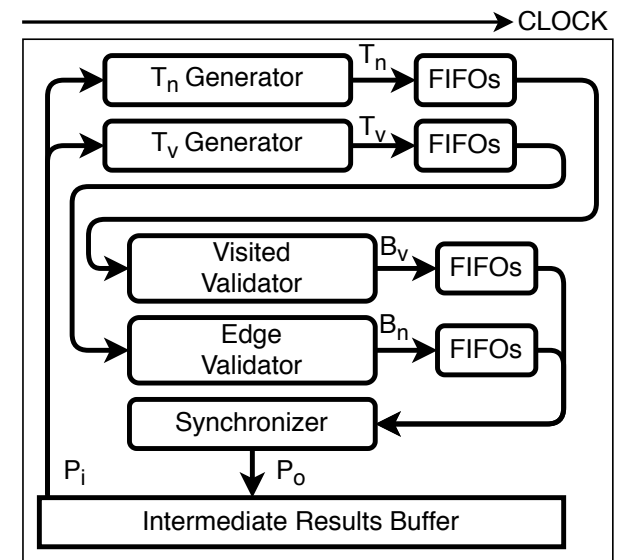 CLOCK
Tn Generator
Tn
FIFOs
Tv Generator
Tv
FIFOs
Visited
Validator
Bv
FIFOs
Edge
Validator
Bn
FIFOs
Synchronizer
Pi
Po
Intermediate Results Buffer